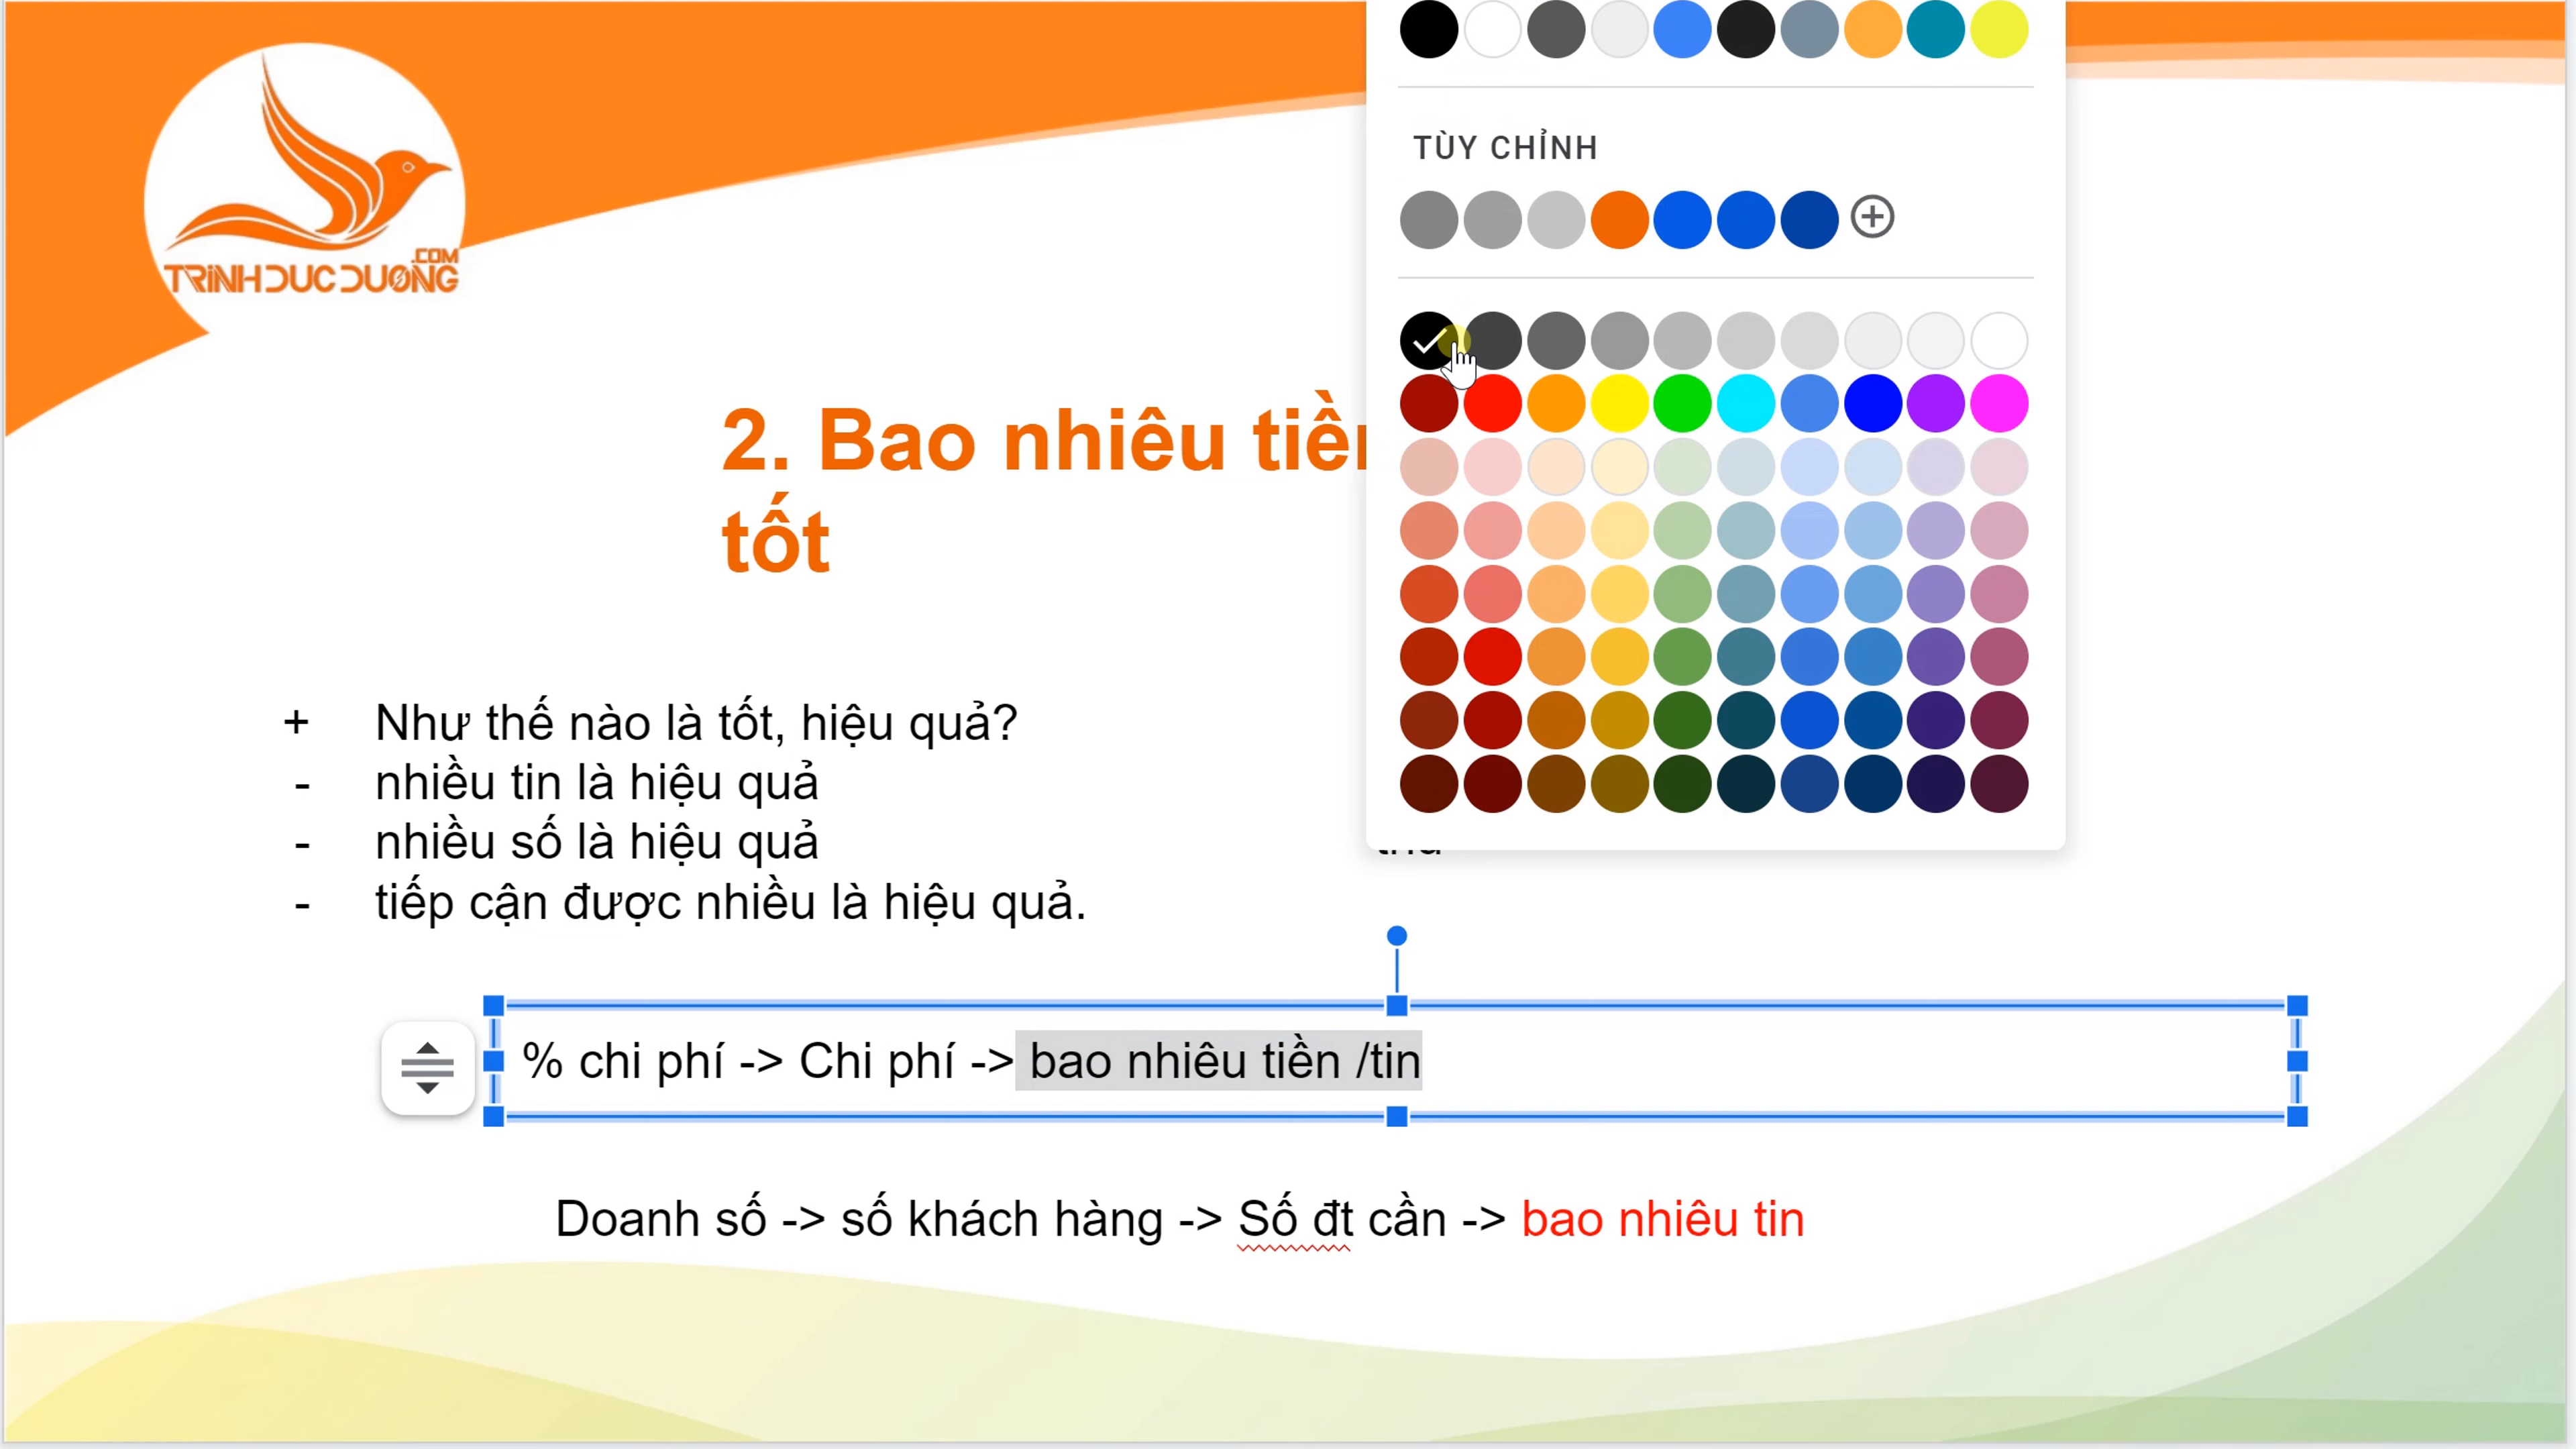 .COM
TRINHDUCDUONG
TÙY CHỈNH
2. Bao nhiêu tiền
tốt
+ Như thế nào là tốt, hiệu quả?
- nhiều tin là hiệu quả
- nhiều số là hiệu quả
- tiếp cận được nhiều là hiệu quả.
% chi phí -> Chi phí -> bao nhiêu tiền /tin
Doanh số -> số khách hàng -> Số đt cần -> bao nhiêu tin